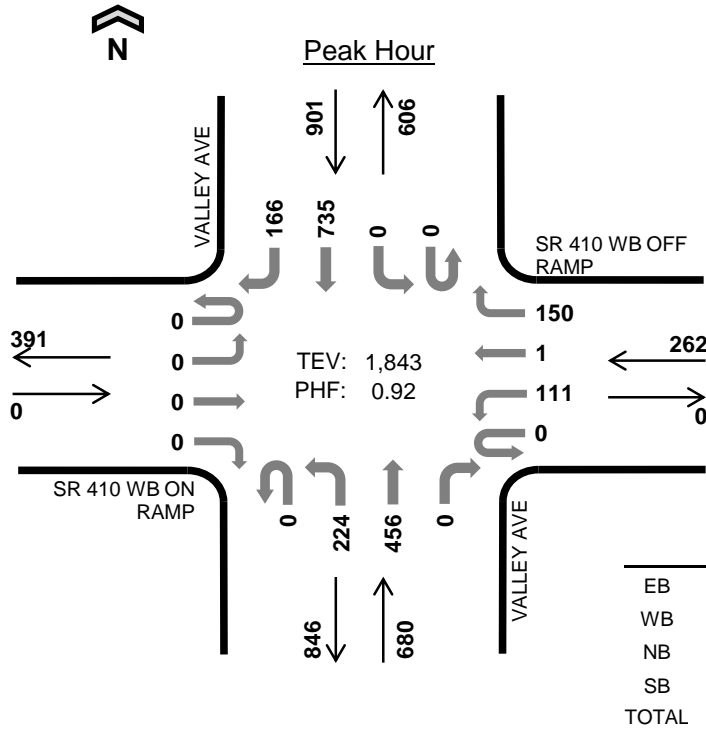 N
Peak Hour
901
606
VALLEY AVE
166
735
0
0
SR 410 WB OFF
RAMP
0
150
391
0
1
262
TEV: 1,843
PHF: 0.92
0
0
111
0
0
0
SR 410 WB ON
RAMP
0
224
456
0
VALLEY AVE
846
680
EB
WB
NB
SB
TOTAL